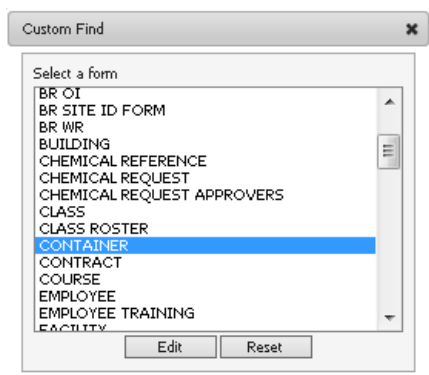 Custom Find
Select a form
BR OI
BR SITE ID FORM
BR WR
BUILDING
CHEMICAL REFERENCE
CHEMICAL REQUEST
CHEMICAL REQUEST APPROVERS
CLASS
CLASS ROSTER
CONTAINER
CONTRACT
COURSE
EMPLOYEE
EMPLOYEE TRAINING
FACILITY
Edit Reset